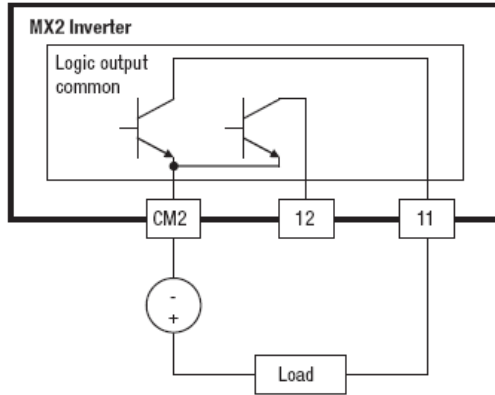 MX2 Inverter
Logic output
common
CM2
12
11
-
+
Load